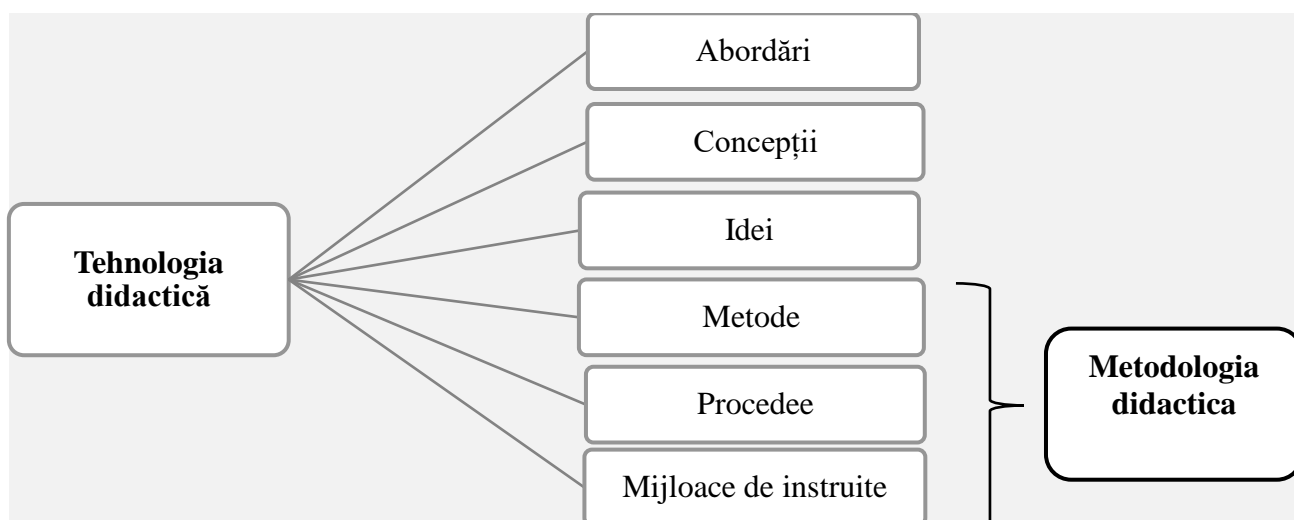 Abordări
Concepții
Idei
Tehnologia
didactică
Metode
Procedee
Mijloace de instruite
Metodologia
didactica